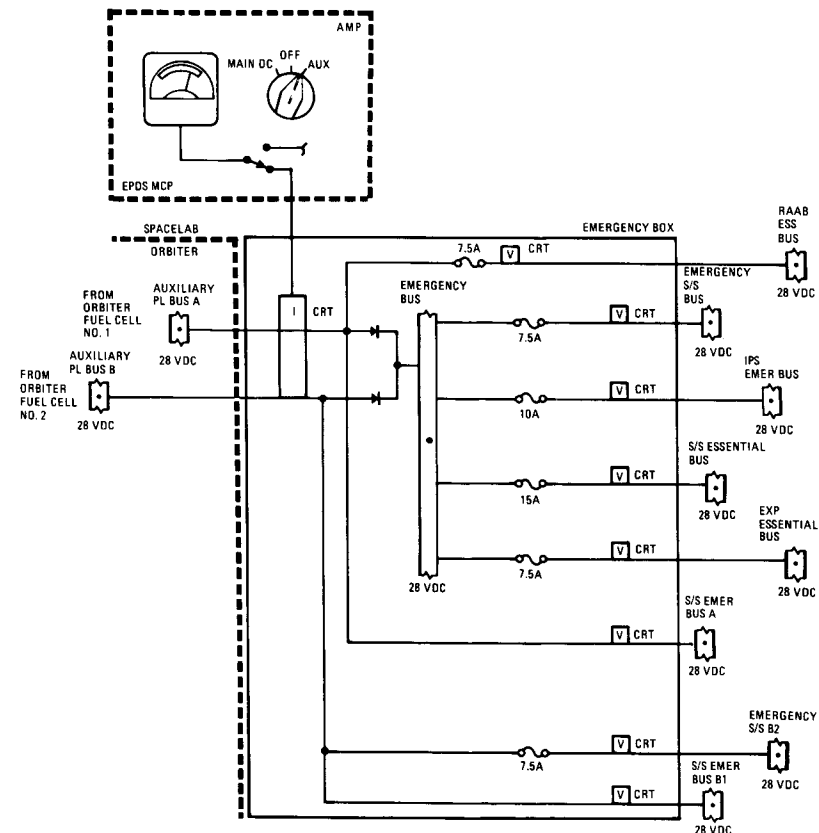 AMP
OFF
MAIN DC
AUX
EPDS MCP
SPACELAB
ORBITER
EMERGENCY BOX
RAAB
ESS
BUS
28 VDC
7.5A
V CRT
EMERGENCY
BUS
28 VDC
I CRT
FROM
ORBITER
FUEL CELL
NO. 1
AUXILIARY
PL BUS A
28 VDC
FROM
ORBITER
FUEL CELL
NO. 2
AUXILIARY
PL BUS B
28 VDC
EMERGENCY
S/S
BUS
28 VDC
V CRT
7.5A
IPS
EMER BUS
28 VDC
V CRT
10A
S/S ESSENTIAL
BUS
28 VDC
V CRT
15A
EXP
ESSENTIAL
BUS
28 VDC
V CRT
7.5A
S/S EMER
BUS A
28 VDC
V CRT
EMERGENCY
S/S B2
28 VDC
V CRT
7.5A
S/S EMER
BUS B1
28 VDC
V CRT